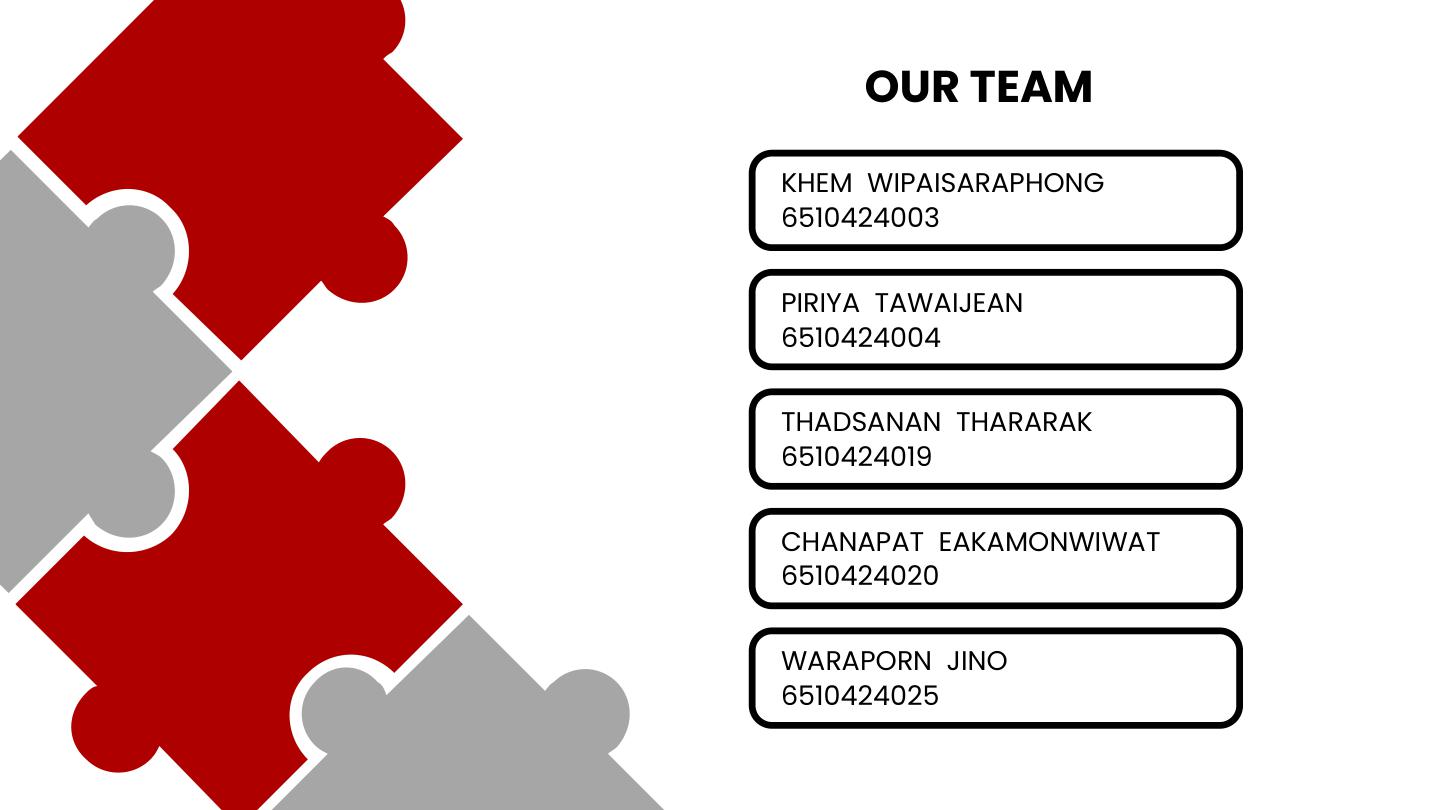 OUR TEAM
KHEM WIPAISARAPHONG
6510424003
PIRIYA TAWAIJEAN
6510424004
THADSANAN THARARAK
6510424019
CHANAPAT EAKAMONWIWAT
6510424020
WARAPORN JINO
6510424025